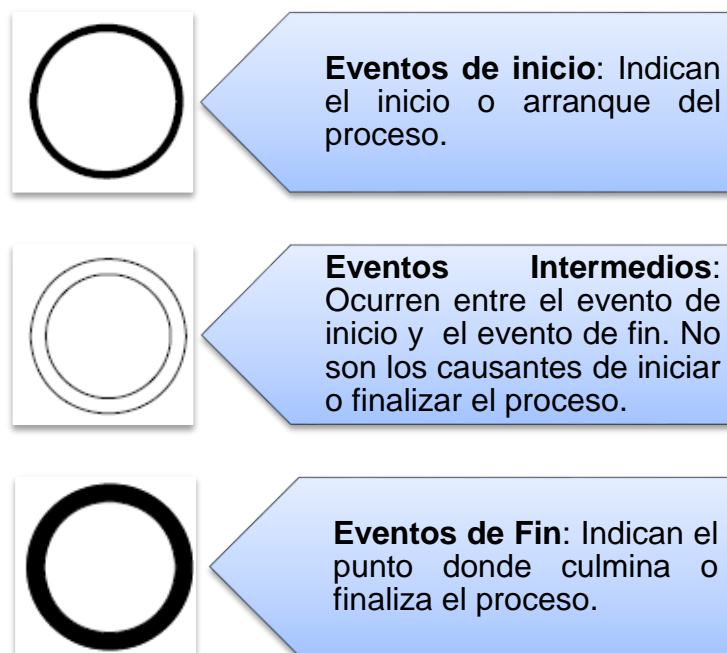 Eventos de inicio: Indican
el inicio o arranque del
proceso.
Eventos Intermedios:
Ocurren entre el evento de
inicio y el evento de fin. No
son los causantes de iniciar
o finalizar el proceso.
Eventos de Fin: Indican el
punto donde culmina o
finaliza el proceso.